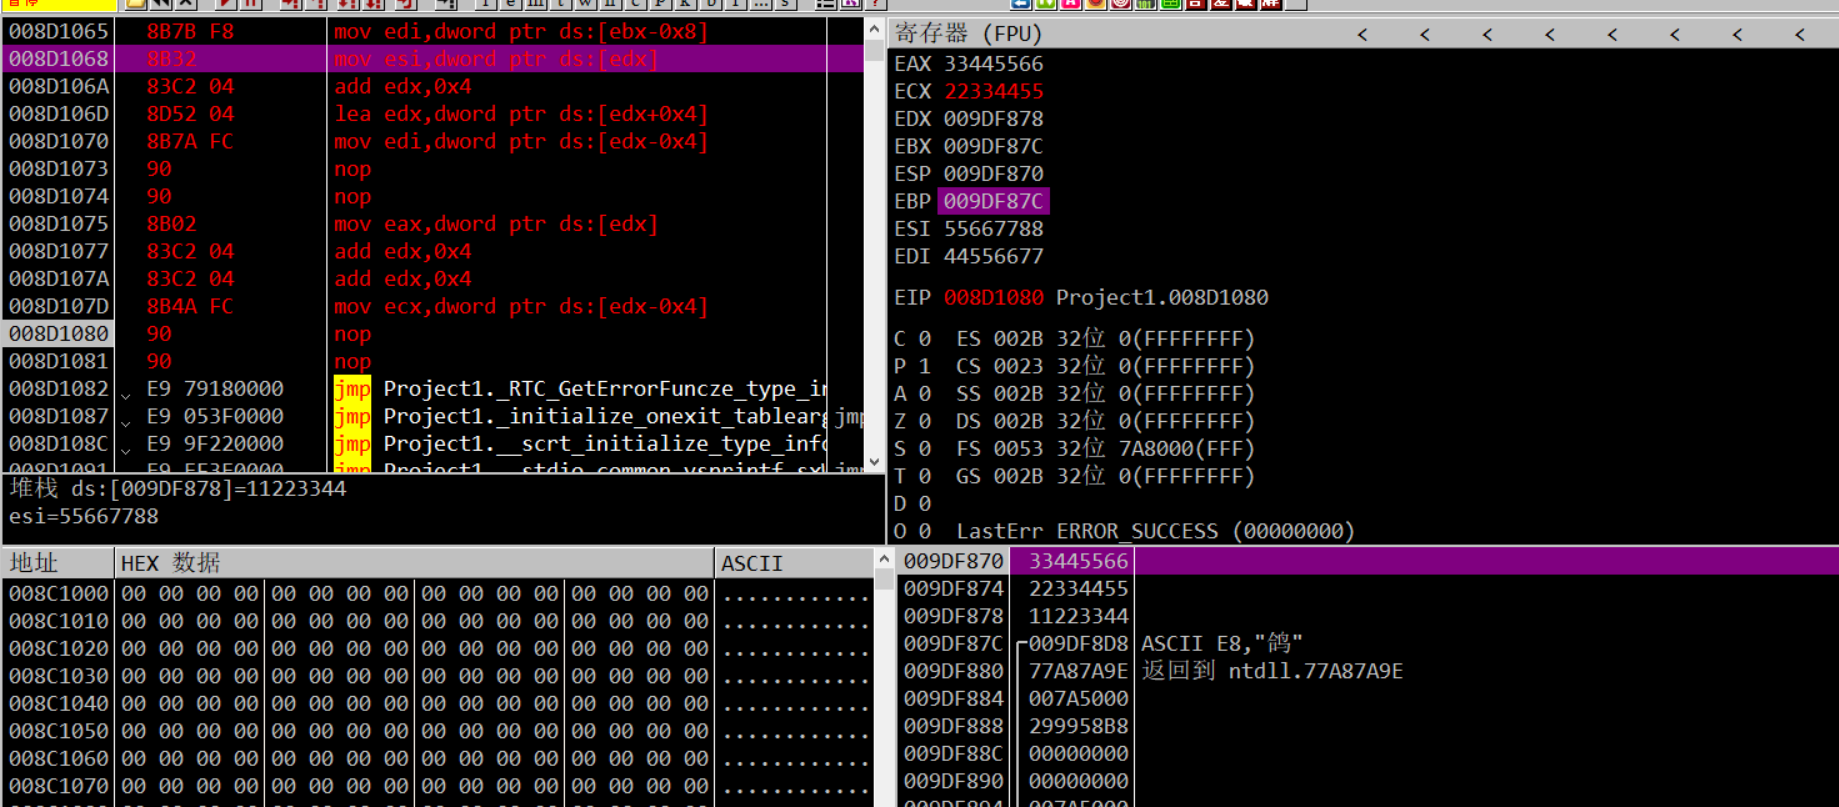 暂停
l e m t w h c P k b r ... s ?
008D1065 8B7B F8 mov edi,dword ptr ds:[ebx-0x8]
008D1068 8B32 mov esi,dword ptr ds:[edx]
008D106A 83C2 04 add edx,0x4
008D106D 8D52 04 lea edx,dword ptr ds:[edx+0x4]
008D1070 8B7A FC mov edi,dword ptr ds:[edx-0x4]
008D1073 90 nop
008D1074 90 nop
008D1075 8B02 mov eax,dword ptr ds:[edx]
008D1077 83C2 04 add edx,0x4
008D107A 83C2 04 add edx,0x4
008D107D 8B4A FC mov ecx,dword ptr ds:[edx-0x4]
008D1080 90 nop
008D1081 90 nop
008D1082 E9 79180000 jmp Project1._RTC_GetErrorFuncze_type_in
008D1087 E9 053F0000 jmp Project1._initialize_onexit_tablearg jmp
008D108C E9 9F220000 jmp Project1.__scrt_initialize_type_info
008D1091 E9 EF3F0000 jmp Project1.__stdio_common_vsprintf_s jmp
堆栈 ds:[009DF878]=11223344
esi=55667788
寄存器 (FPU) < < < < < < < <
EAX 33445566
ECX 22334455
EDX 009DF878
EBX 009DF87C
ESP 009DF870
EBP 009DF87C
ESI 55667788
EDI 44556677
EIP 008D1080 Project1.008D1080
C 0 ES 002B 32位 0(FFFFFFFF)
P 1 CS 0023 32位 0(FFFFFFFF)
A 0 SS 002B 32位 0(FFFFFFFF)
Z 0 DS 002B 32位 0(FFFFFFFF)
S 0 FS 0053 32位 7A8000(FFF)
T 0 GS 002B 32位 0(FFFFFFFF)
D 0
O 0 LastErr ERROR_SUCCESS (00000000)
地址 HEX 数据 ASCII
008C1000 00 00 00 00 00 00 00 00 00 00 00 00 00 00 00 00 ............
008C1010 00 00 00 00 00 00 00 00 00 00 00 00 00 00 00 00 ............
008C1020 00 00 00 00 00 00 00 00 00 00 00 00 00 00 00 00 ............
008C1030 00 00 00 00 00 00 00 00 00 00 00 00 00 00 00 00 ............
008C1040 00 00 00 00 00 00 00 00 00 00 00 00 00 00 00 00 ............
008C1050 00 00 00 00 00 00 00 00 00 00 00 00 00 00 00 00 ............
008C1060 00 00 00 00 00 00 00 00 00 00 00 00 00 00 00 00 ............
008C1070 00 00 00 00 00 00 00 00 00 00 00 00 00 00 00 00 ............
009DF870 33445566
009DF874 22334455
009DF878 11223344
009DF87C 009DF8D8 ASCII E8,"鸽"
009DF880 77A87A9E 返回到 ntdll.77A87A9E
009DF884 007A5000
009DF888 299958B8
009DF88C 00000000
009DF890 00000000
009DF894 007A5000